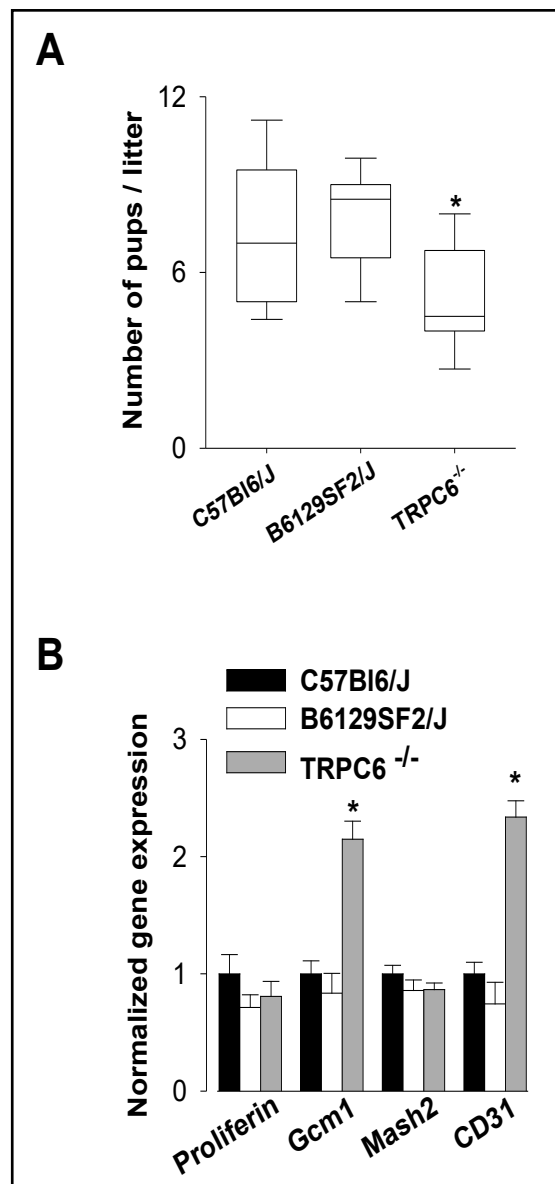 A
12
Number of pups / litter
*
6
0
C57Bl6/J
B6129SF2/J
TRPC6-/-
B
C57Bl6/J
B6129SF2/J
TRPC6 -/-
3
Normalized gene expression
*
*
2
1
0
Proliferin
Gcm1
Mash2
CD31